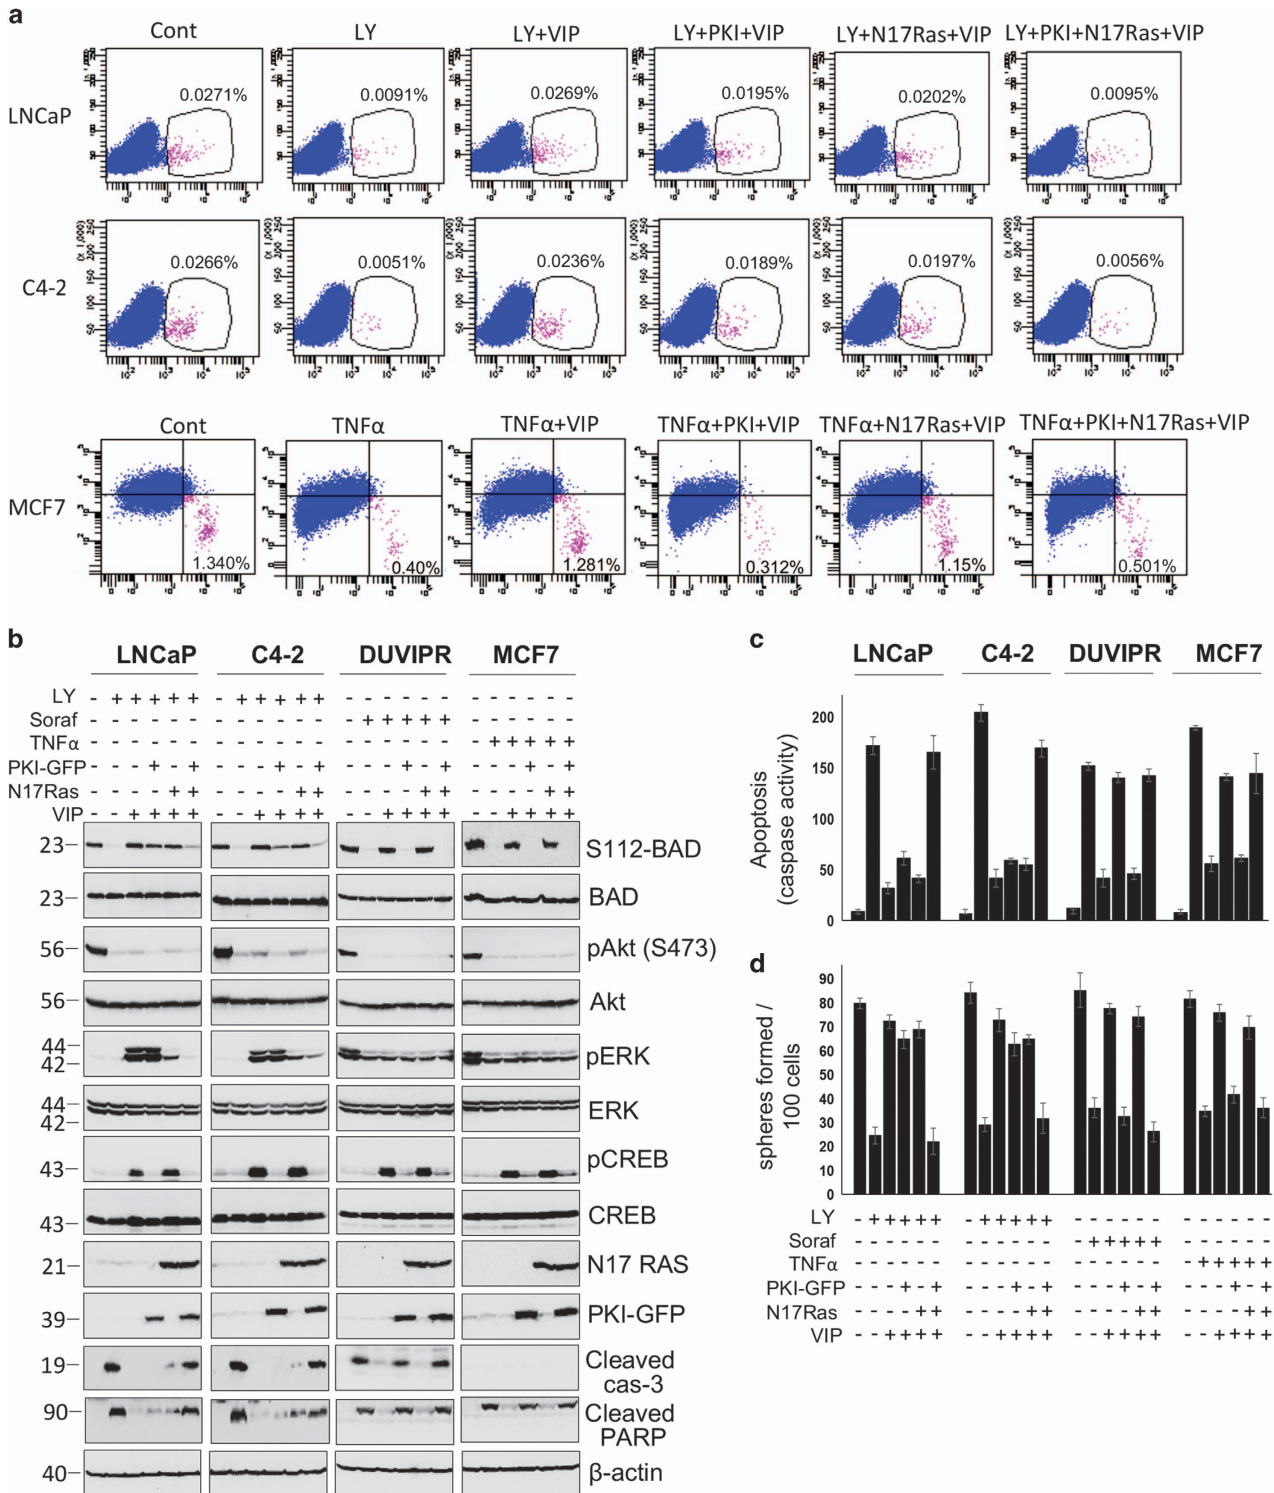 a
Cont LY LY+VIP LY+PKI+VIP LY+N17Ras+VIP LY+PKI+N17Ras+VIP
LNCaP
0.0271% 0.0091% 0.0269% 0.0195% 0.0202% 0.0095%
C4-2
0.0266% 0.0051% 0.0236% 0.0189% 0.0197% 0.0056%
Cont TNFα TNFα+VIP TNFα+PKI+VIP TNFα+N17Ras+VIP TNFα+PKI+N17Ras+VIP
MCF7
1.340% 0.40% 1.281% 0.312% 1.15% 0.501%
b
LNCaP C4-2 DUVIPR MCF7
LY - + + + + + - + + + + + - - - - - - - - - - - -
Soraf - - - - - - - - - - - - - + + + + + - - - - - -
TNFα - - - - - - - - - - - - - - - - - - - + + + + +
PKI-GFP - - - + - + - - - + - + - - - + - + - - - + - +
N17Ras - - - - + + - - - - + + - - - - + + - - - - + +
VIP - - + + + + - - + + + + - - + + + + - - + + + +
23 S112-BAD
23 BAD
56 pAkt (S473)
56 Akt
44
42 pERK
44 ERK
42
43 pCREB
43 CREB
21 N17 RAS
39 PKI-GFP
19 Cleaved
cas-3
90 Cleaved
PARP
40 β-actin
c
LNCaP C4-2 DUVIPR MCF7
Apoptosis
(caspase activity)
200
150
100
50
0
d
spheres formed /
100 cells
90
80
70
60
50
40
30
20
10
0
LY - + + + + + - + + + + + - - - - - - - - - - - -
Soraf - - - - - - - - - - - - - + + + + + - - - - - -
TNFα - - - - - - - - - - - - - - - - - - - + + + + +
PKI-GFP - - - + - + - - - + - + - - - + - + - - - + - +
N17Ras - - - - + + - - - - + + - - - - + + - - - - + +
VIP - - + + + + - - + + + + - - + + + + - - + + + +